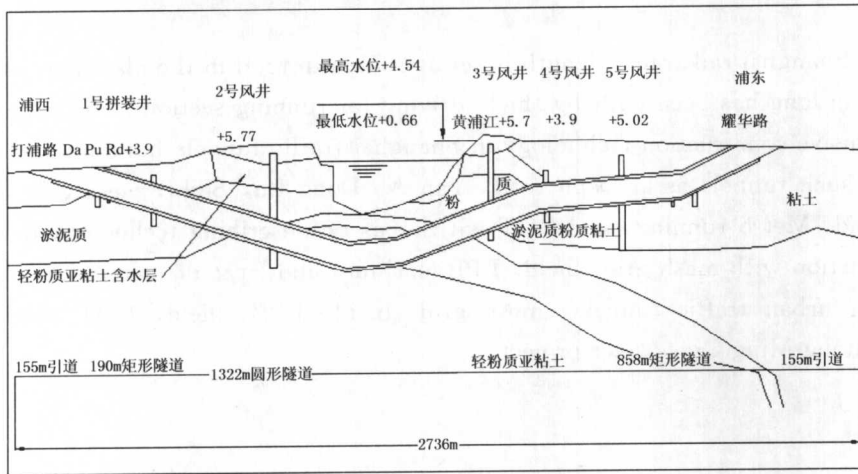 最高水位+4.54
浦西 1号拼装井 2号风井 3号风井 4号风井 5号风井 浦东
打浦路 Da Pu Rd+3.9 +5.77 最低水位+0.66 黄浦江+5.7 +3.9 +5.02 耀华路
粉质
粘土
淤泥质
淤泥质粉质粘土
轻粉质亚粘土含水层
155m引道 190m矩形隧道 1322m圆形隧道 轻粉质亚粘土 858m矩形隧道 155m引道
2736m